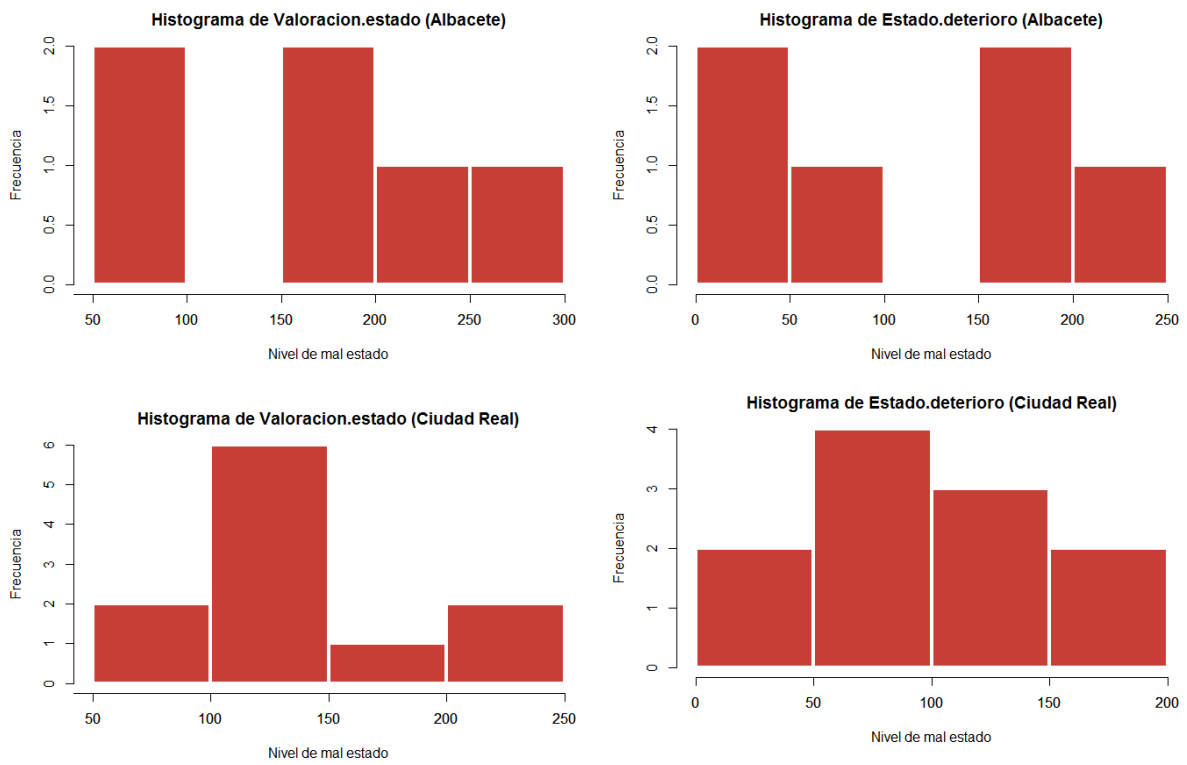 Histograma de Valoracion.estado (Albacete)
Frecuencia
0.0 0.5 1.0 1.5 2.0
50 100 150 200 250 300
Nivel de mal estado
Histograma de Estado.deterioro (Albacete)
Frecuencia
0.0 0.5 1.0 1.5 2.0
0 50 100 150 200 250
Nivel de mal estado
Histograma de Valoracion.estado (Ciudad Real)
Frecuencia
0 1 2 3 4 5 6
50 100 150 200 250
Nivel de mal estado
Histograma de Estado.deterioro (Ciudad Real)
Frecuencia
0 1 2 3 4
0 50 100 150 200
Nivel de mal estado